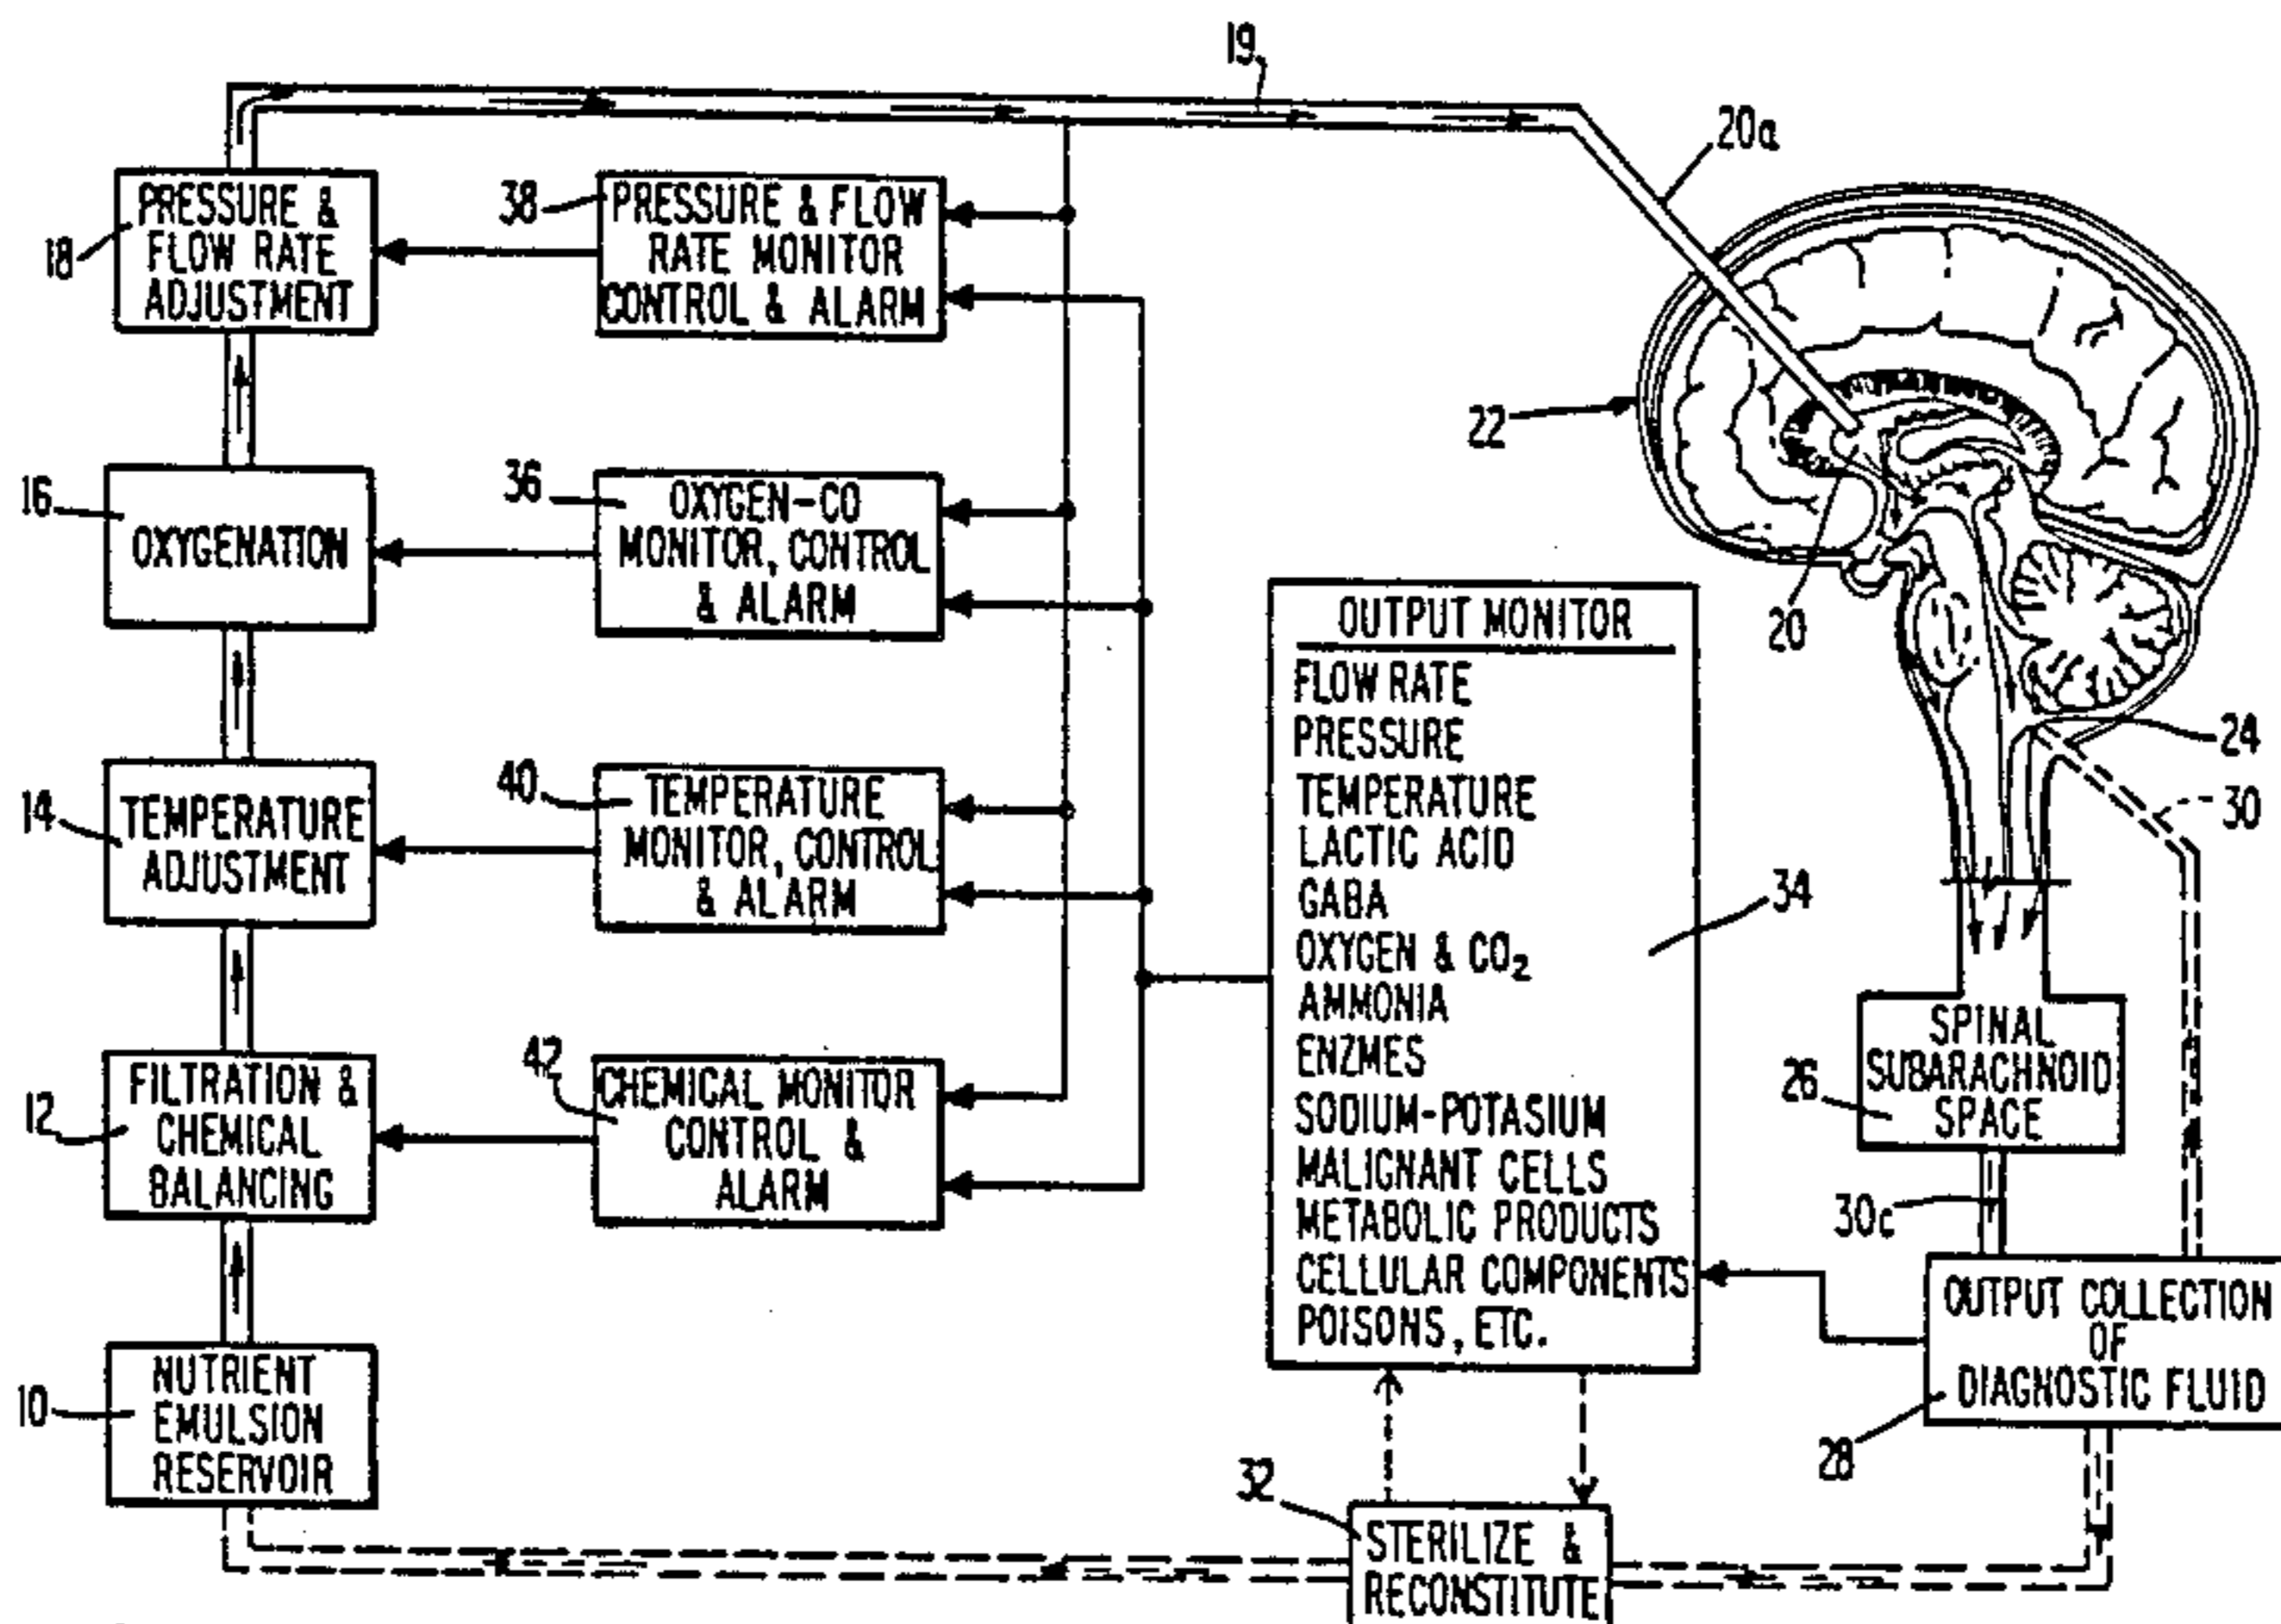 19
20a
PRESSURE &
FLOW RATE
ADJUSTMENT
18
38
PRESSURE & FLOW
RATE MONITOR
CONTROL & ALARM
22
16
OXYGENATION
36
OXYGEN-CO
MONITOR, CONTROL
& ALARM
20
24
30
14
TEMPERATURE
ADJUSTMENT
40
TEMPERATURE
MONITOR, CONTROL
& ALARM
OUTPUT MONITOR
FLOW RATE
PRESSURE
TEMPERATURE
LACTIC ACID
GABA
OXYGEN & CO₂
AMMONIA
ENZMES
SODIUM-POTASIUM
MALIGNANT CELLS
METABOLIC PRODUCTS
CELLULAR COMPONENTS
POISONS, ETC.
34
12
FILTRATION &
CHEMICAL
BALANCING
42
CHEMICAL MONITOR
CONTROL &
ALARM
SPINAL
SUBARACHNOID
SPACE
26
30c
10
NUTRIENT
EMULSION
RESERVOIR
OUTPUT COLLECTION
OF
DIAGNOSTIC FLUID
28
32
STERILIZE &
RECONSTITUTE